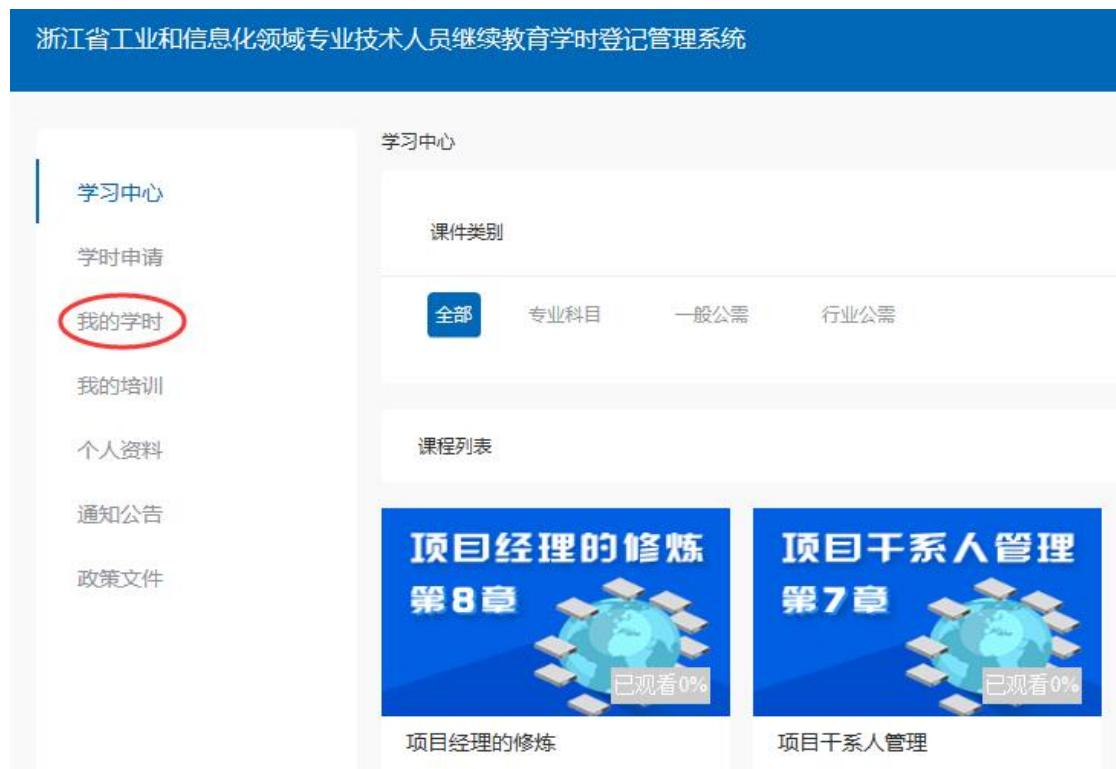 浙江省工业和信息化领域专业技术人员继续教育学时登记管理系统
学习中心
学时申请
我的学时
我的培训
个人资料
通知公告
政策文件
学习中心
课件类别
全部 专业科目 一般公需 行业公需
课程列表
项目经理的修炼
第8章
已观看0%
项目经理的修炼
项目干系人管理
第7章
已观看0%
项目干系人管理